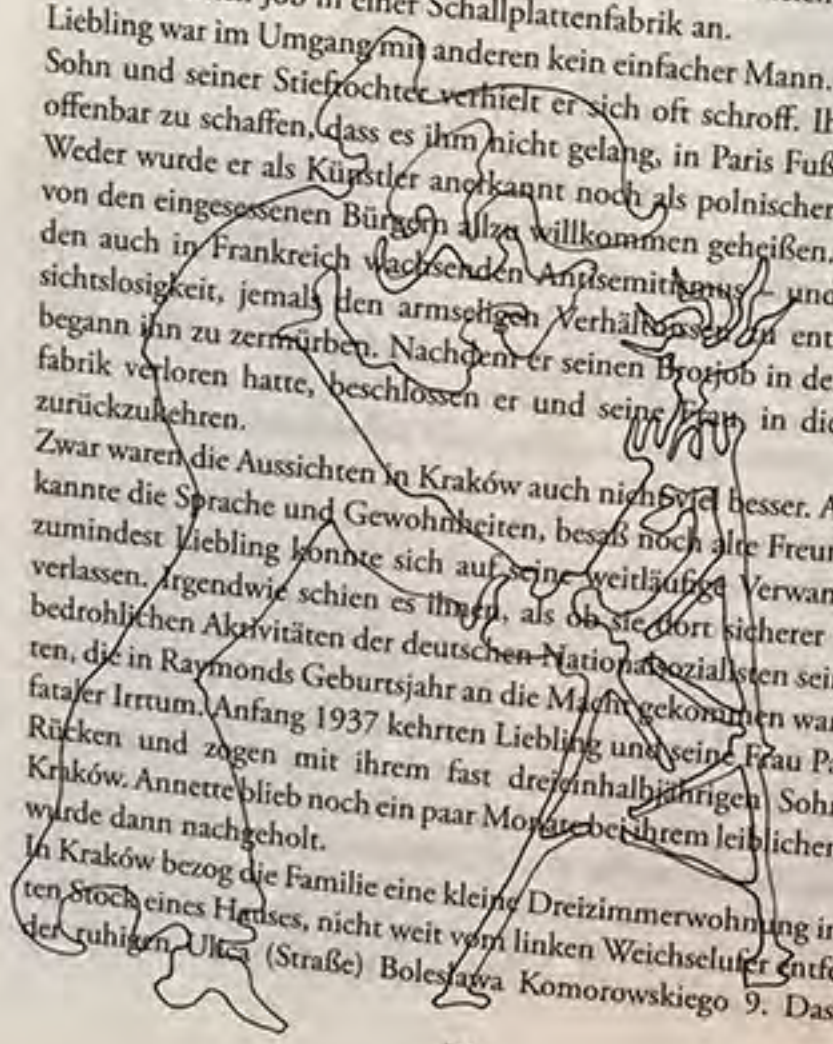 Job in einer Schallplattenfabrik an.
Liebling war im Umgang mit anderen kein einfacher Mann.
Sohn und seiner Stieftochter verhielt er sich oft schroff. Ih
offenbar zu schaffen, dass es ihm nicht gelang, in Paris Fuß
Weder wurde er als Künstler anerkannt noch als polnischer
von den eingesessenen Bürgern allzu willkommen geheißen.
den auch in Frankreich wachsenden Antisemitismus – und
sichtslosigkeit, jemals den armseligen Verhältnissen zu ent
begann ihn zu zermürben. Nachdem er seinen Brotjob in de
fabrik verloren hatte, beschlossen er und seine Frau, in die
zurückzukehren.
Zwar waren die Aussichten in Kraków auch nicht viel besser. A
kannte die Sprache und Gewohnheiten, besaß noch alte Freun
zumindest Liebling konnte sich auf seine weitläufige Verwan
verlassen. Irgendwie schien es ihnen, als ob sie dort sicherer
bedrohlichen Aktivitäten der deutschen Nationalsozialisten sei
ten, die in Raymonds Geburtsjahr an die Macht gekommen war
fataler Irrtum. Anfang 1937 kehrten Liebling und seine Frau Pa
Rücken und zogen mit ihrem fast dreieinhalbjährigen Sohn
Kraków. Annette blieb noch ein paar Monate bei ihrem leiblichen
wurde dann nachgeholt.
In Kraków bezog die Familie eine kleine Dreizimmerwohnung in
ten Stock eines Hauses, nicht weit vom linken Weichselufer entfe
der ruhigen Ulica (Straße) Bolesława Komorowskiego 9. Das